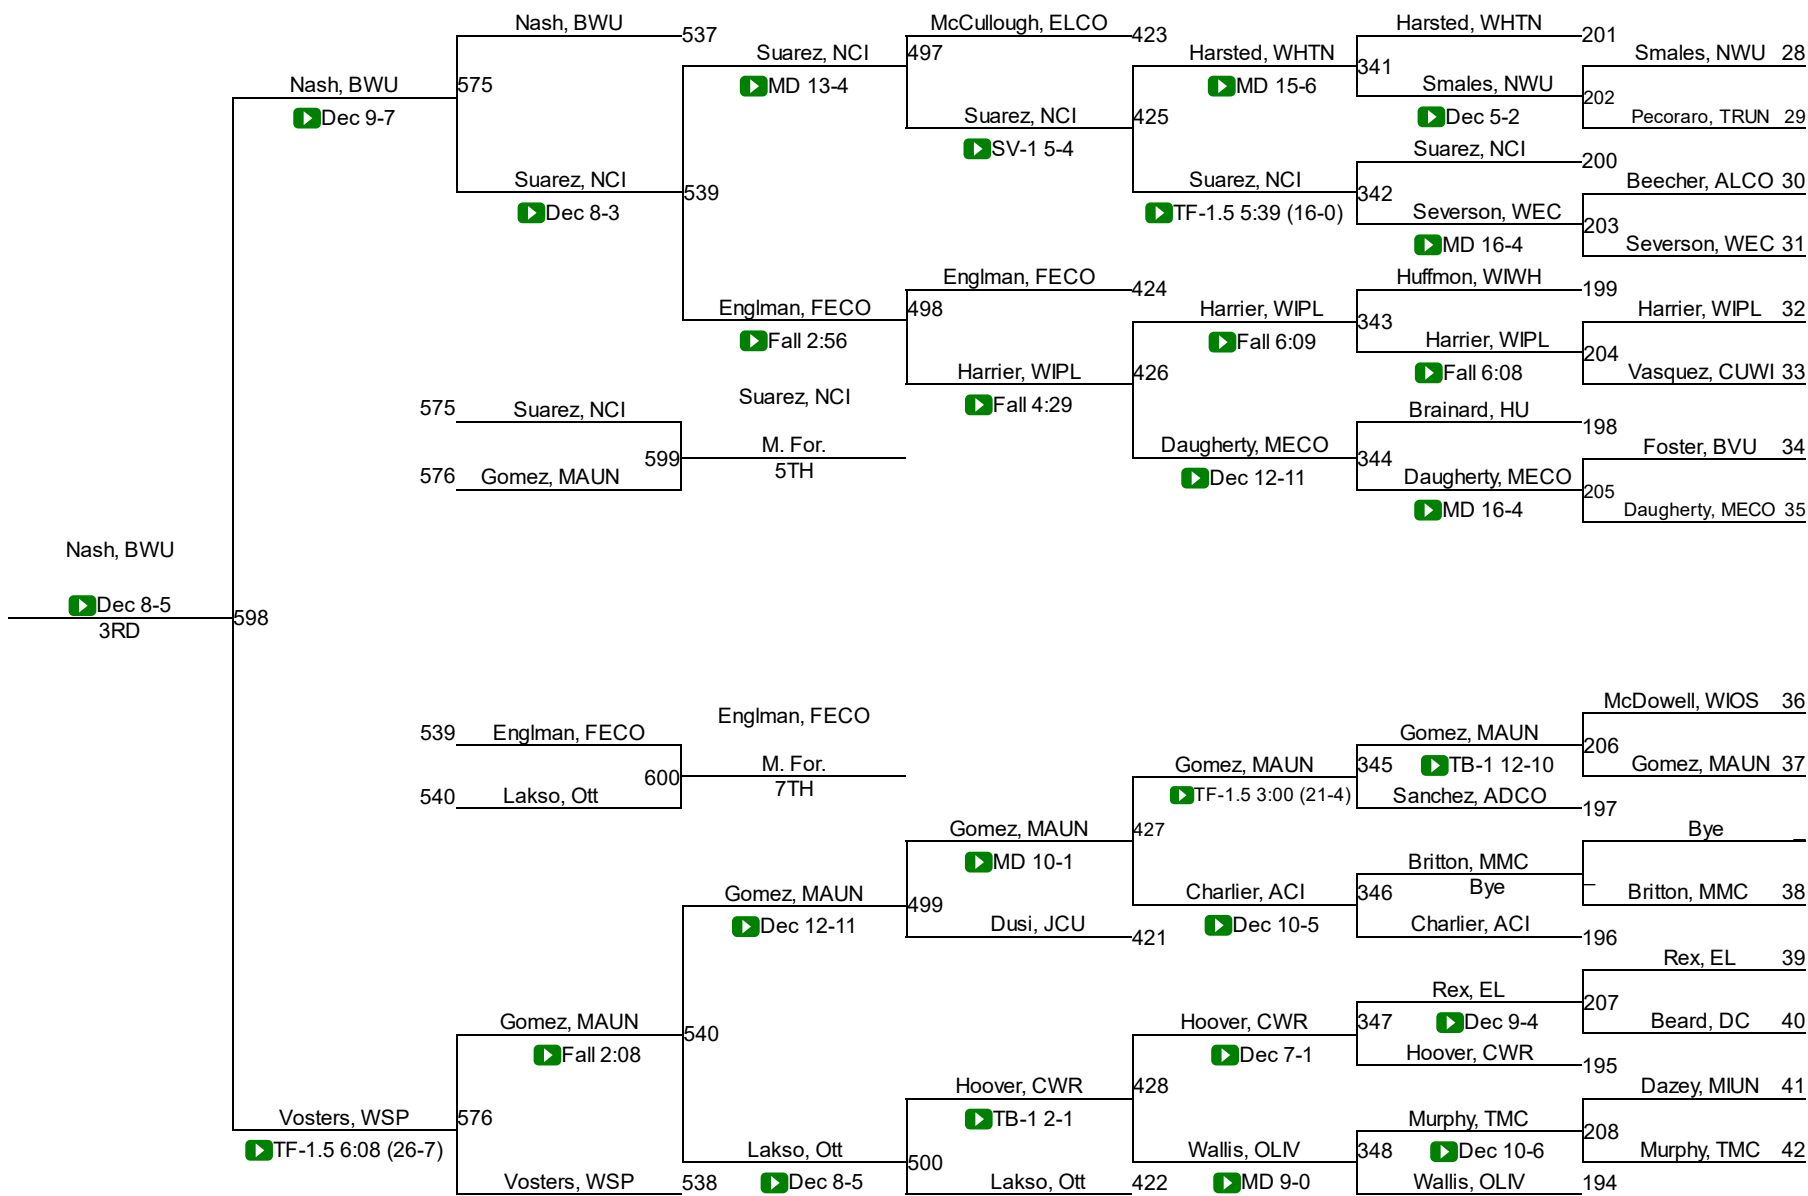 Nash, BWU
537
McCullough, ELCO
423
Harsted, WHTN
201
Suarez, NCI
497
Harsted, WHTN
341
Smales, NWU 28
Nash, BWU
575
MD 13-4
MD 15-6
Smales, NWU
202
Dec 9-7
Suarez, NCI
425
Dec 5-2
Pecoraro, TRUN 29
SV-1 5-4
Suarez, NCI
200
Suarez, NCI
539
Suarez, NCI
342
Beecher, ALCO 30
Dec 8-3
TF-1.5 5:39 (16-0)
Severson, WEC
203
MD 16-4
Severson, WEC 31
Englman, FECO
424
Huffmon, WIWH
199
Englman, FECO
498
Harrier, WIPL
343
Harrier, WIPL 32
Fall 2:56
Fall 6:09
Harrier, WIPL
204
Harrier, WIPL
426
Fall 6:08
Vasquez, CUWI 33
Suarez, NCI
Fall 4:29
575
Suarez, NCI
Brainard, HU
198
599
M. For.
5TH
Daugherty, MECO
344
Foster, BVU 34
576
Gomez, MAUN
Dec 12-11
Daugherty, MECO
205
MD 16-4
Daugherty, MECO 35
Nash, BWU
Dec 8-5
3RD
598
McDowell, WIOS 36
Englman, FECO
539
Englman, FECO
Gomez, MAUN
206
600
M. For.
7TH
Gomez, MAUN
345
TB-1 12-10
Gomez, MAUN 37
540
Lakso, Ott
TF-1.5 3:00 (21-4)
Sanchez, ADCO
197
Gomez, MAUN
427
Bye
MD 10-1
Britton, MMC
Bye
Gomez, MAUN
499
Charlier, ACI
346
Britton, MMC 38
Dec 12-11
Dusi, JCU
421
Dec 10-5
Charlier, ACI
196
Rex, EL 39
Rex, EL
207
Gomez, MAUN
540
Hoover, CWR
347
Dec 9-4
Beard, DC 40
Fall 2:08
Dec 7-1
Hoover, CWR
195
Hoover, CWR
428
Dazey, MIUN 41
Vosters, WSP
576
TB-1 2-1
Murphy, TMC
208
TF-1.5 6:08 (26-7)
Lakso, Ott
500
Wallis, OLIV
348
Dec 10-6
Murphy, TMC 42
Vosters, WSP
538
Dec 8-5
Lakso, Ott
422
MD 9-0
Wallis, OLIV
194